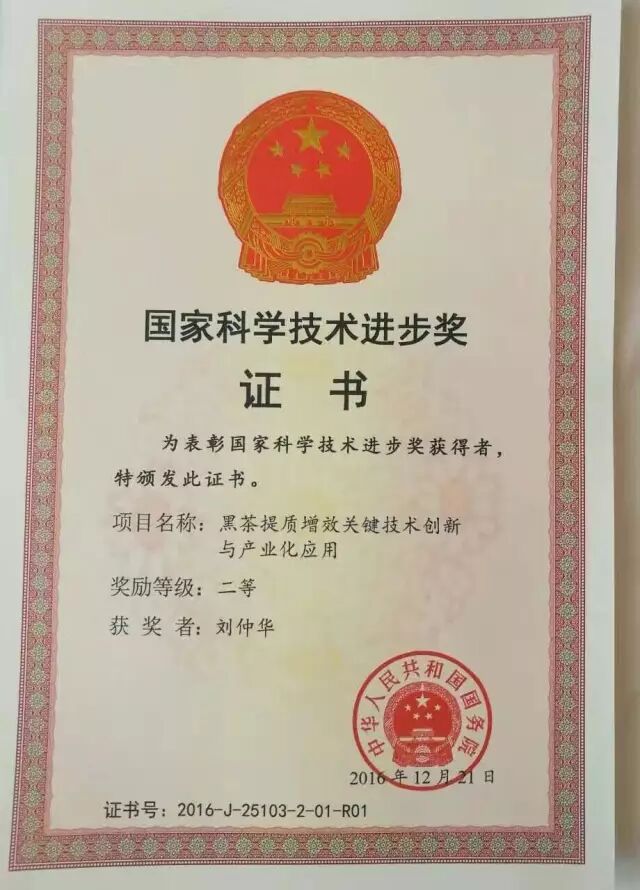 国家科学技术进步奖
证 书
为表彰国家科学技术进步奖获得者，
特颁发此证书。
项目名称：黑茶提质增效关键技术创新
与产业化应用
奖励等级：二等
获 奖 者：刘仲华
中华人民共和国国务院
2016 年 12 月 21 日
证书号：2016-J-25103-2-01-R01